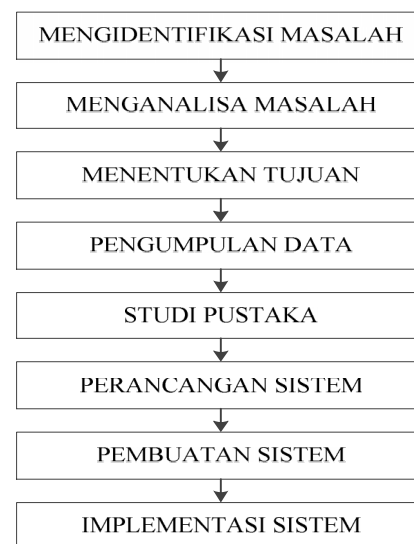 MENGIDENTIFIKASI MASALAH
MENGANALISA MASALAH
MENENTUKAN TUJUAN
PENGUMPULAN DATA
STUDI PUSTAKA
PERANCANGAN SISTEM
PEMBUATAN SISTEM
IMPLEMENTASI SISTEM